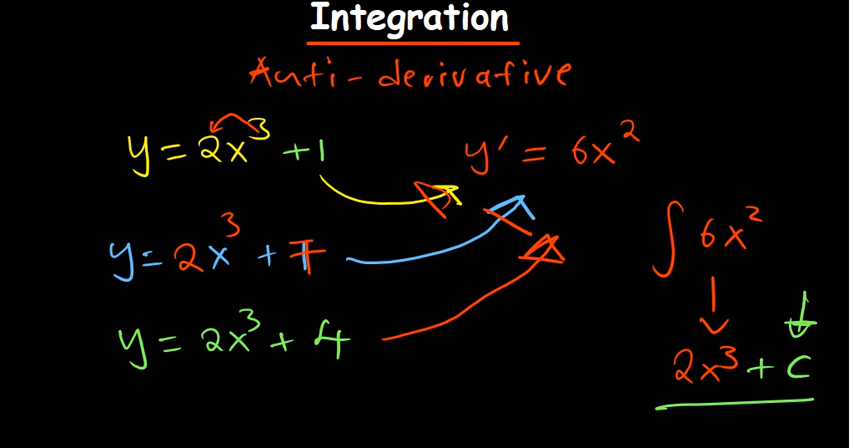 Integration
Anti-derivative
y = 2x³ + 1
y' = 6x²
y = 2x³ + 7
∫ 6x²
y = 2x³ + 4
2x³ + c